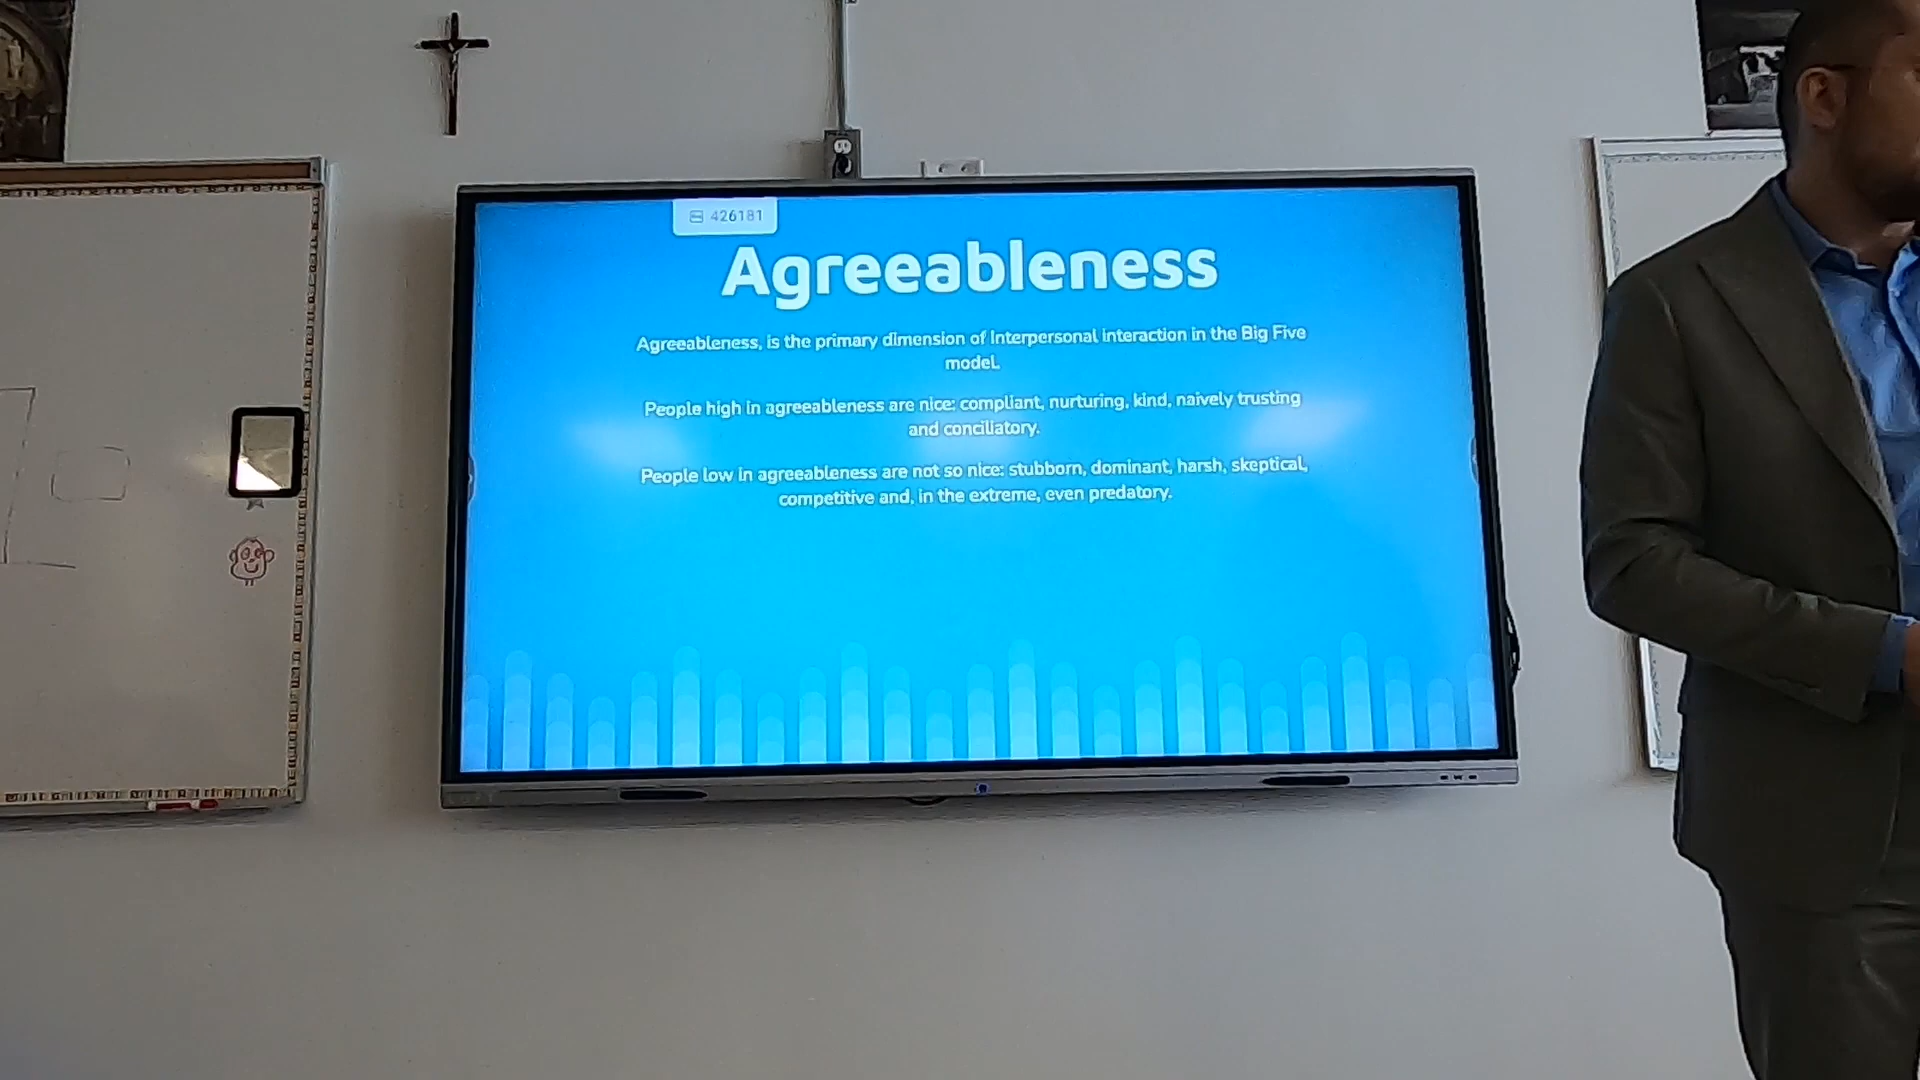 426181
Agreeableness
Agreeableness, is the primary dimension of Interpersonal interaction in the Big Five
model.
People high in agreeableness are nice: compliant, nurturing, kind, naively trusting
and conciliatory.
People low in agreeableness are not so nice: stubborn, dominant, harsh, skeptical,
competitive and, in the extreme, even predatory.